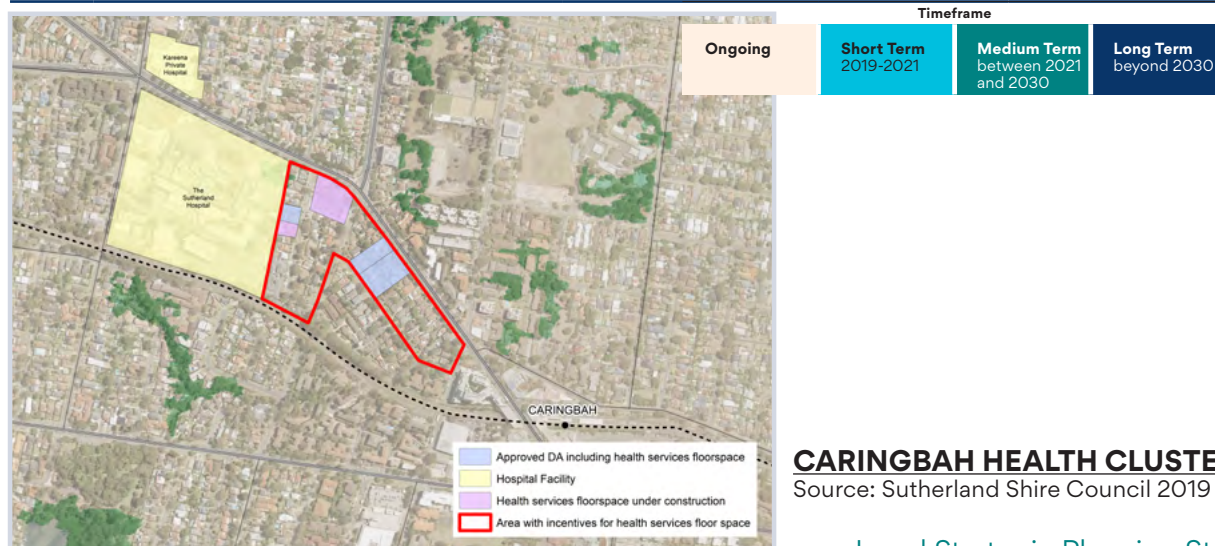 Timeframe
Ongoing
Short Term
2019-2021
Medium Term
between 2021
and 2030
Long Term
beyond 2030
Kareena
Private
Hospital
The
Sutherland
Hospital
CARINGBAH
Approved DA including health services floorspace
Hospital Facility
Health services floorspace under construction
Area with incentives for health services floor space
CARINGBAH HEALTH CLUSTE
Source: Sutherland Shire Council 2019